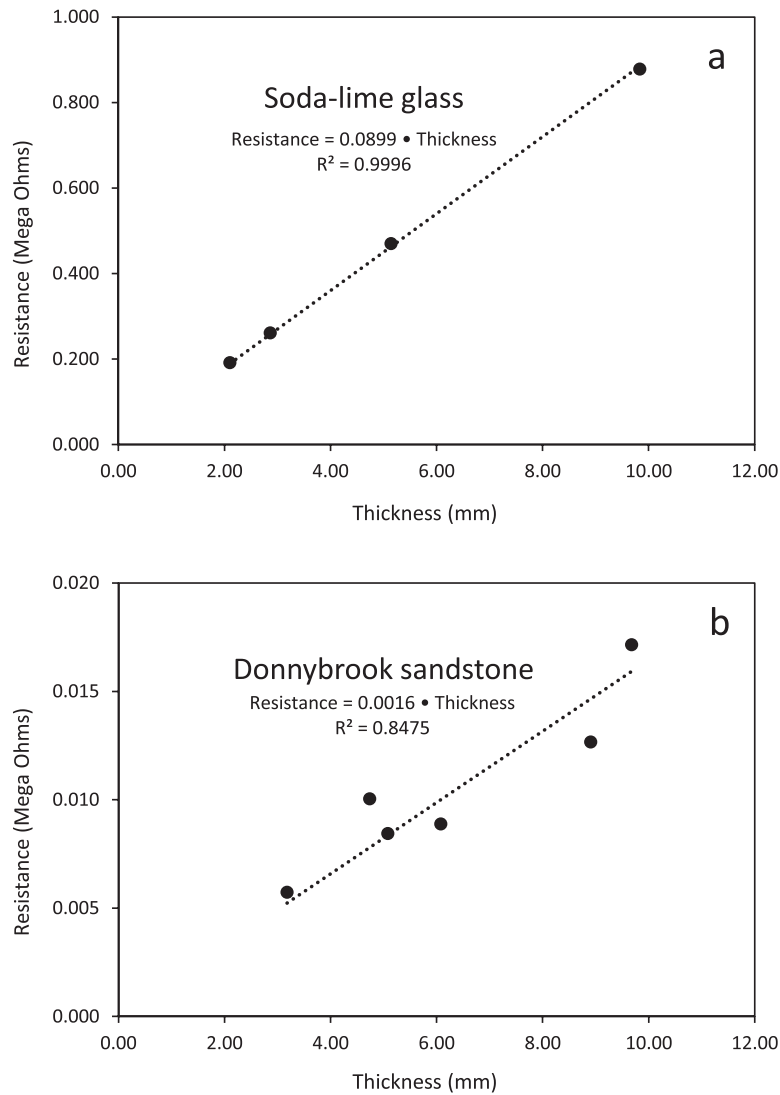 1.000
a
0.800
Soda-lime glass
Resistance = 0.0899 • Thickness
R² = 0.9996
0.600
0.400
0.200
0.000
Resistance (Mega Ohms)
0.00 2.00 4.00 6.00 8.00 10.00 12.00
Thickness (mm)
0.020
b
Donnybrook sandstone
Resistance = 0.0016 • Thickness
R² = 0.8475
0.015
0.010
0.005
0.000
Resistance (Mega Ohms)
0.00 2.00 4.00 6.00 8.00 10.00 12.00
Thickness (mm)